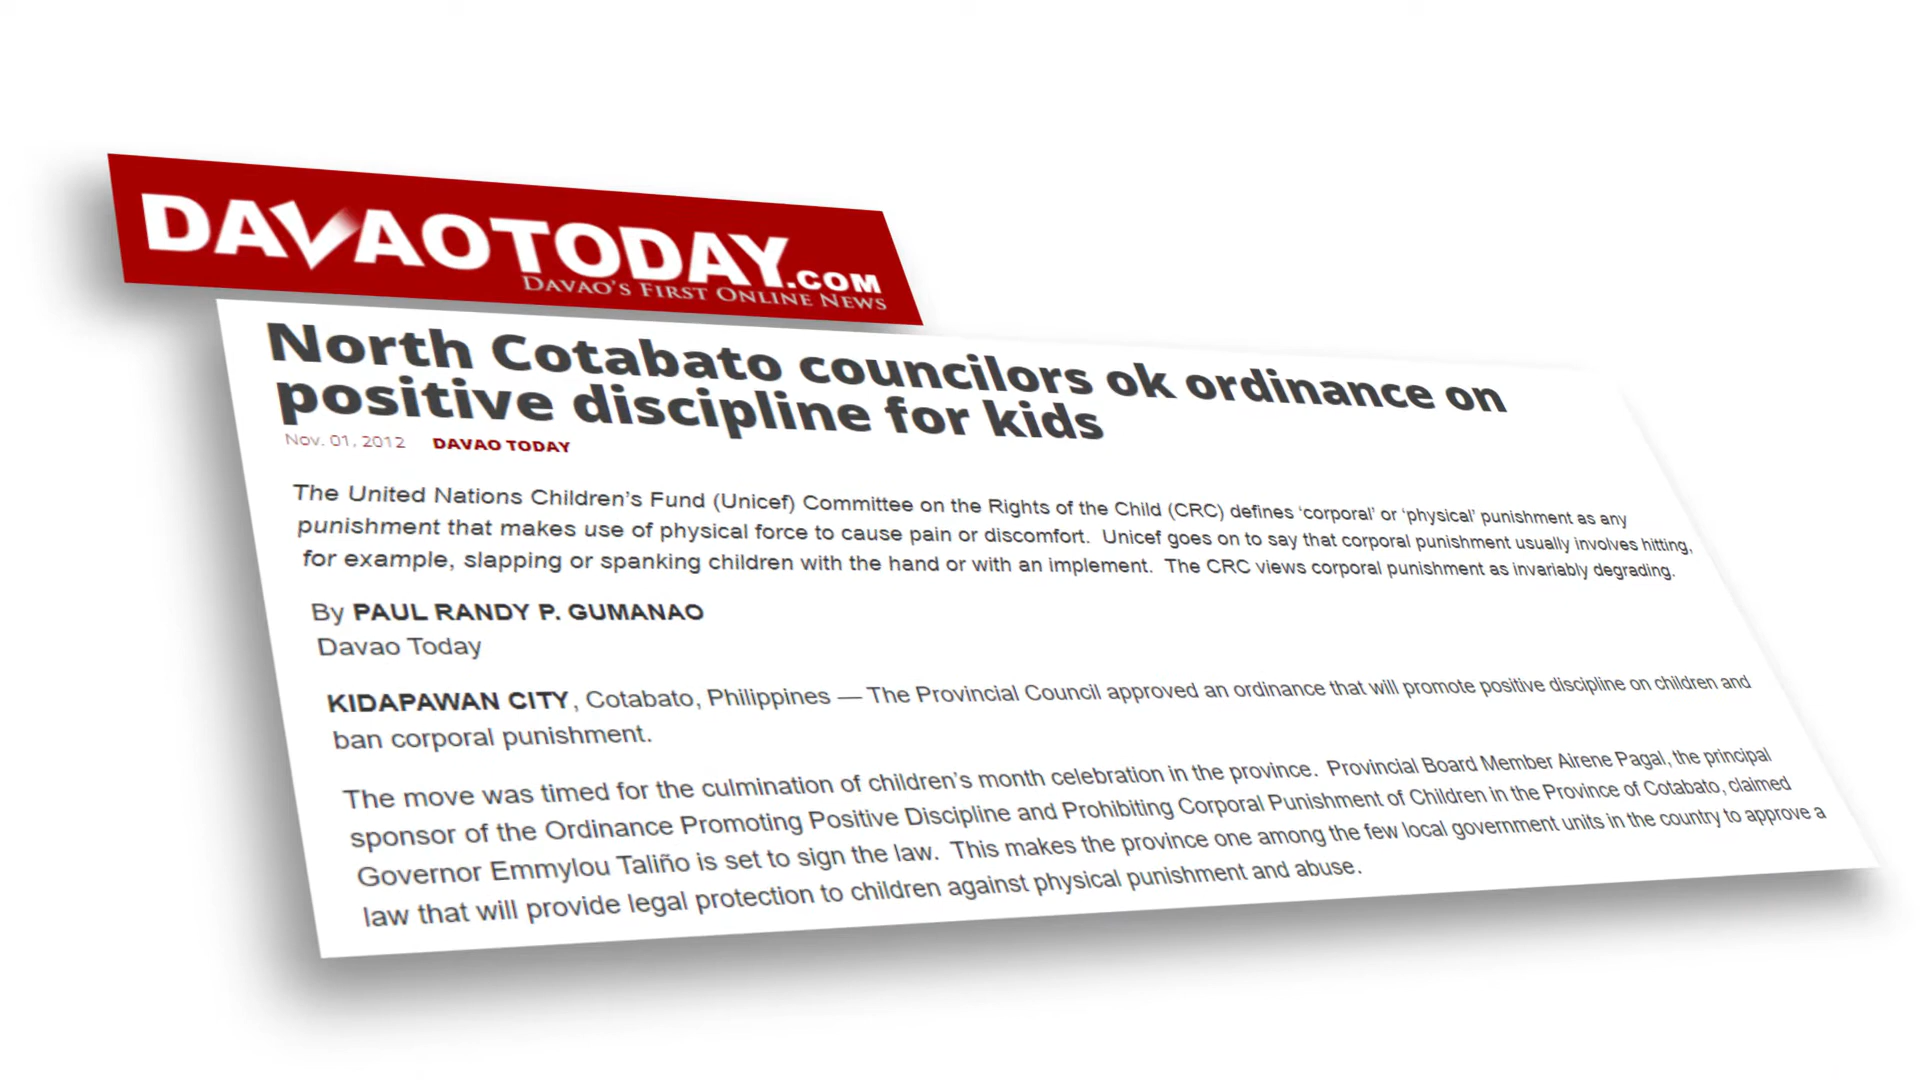 DAVAOTODAY.COM
DAVAO'S FIRST ONLINE NEWS
North Cotabato councilors ok ordinance on
positive discipline for kids
Nov. 01, 2012 DAVAO TODAY
The United Nations Children's Fund (Unicef) Committee on the Rights of the Child (CRC) defines 'corporal' or 'physical' punishment as any
punishment that makes use of physical force to cause pain or discomfort. Unicef goes on to say that corporal punishment usually involves hitting,
for example, slapping or spanking children with the hand or with an implement. The CRC views corporal punishment as invariably degrading.
By PAUL RANDY P. GUMANAO
Davao Today
KIDAPAWAN CITY, Cotabato, Philippines — The Provincial Council approved an ordinance that will promote positive discipline on children and
ban corporal punishment.
The move was timed for the culmination of children's month celebration in the province. Provincial Board Member Airene Pagal, the principal
sponsor of the Ordinance Promoting Positive Discipline and Prohibiting Corporal Punishment of Children in the Province of Cotabato, claimed
Governor Emmylou Taliño is set to sign the law. This makes the province one among the few local government units in the country to approve a
law that will provide legal protection to children against physical punishment and abuse.